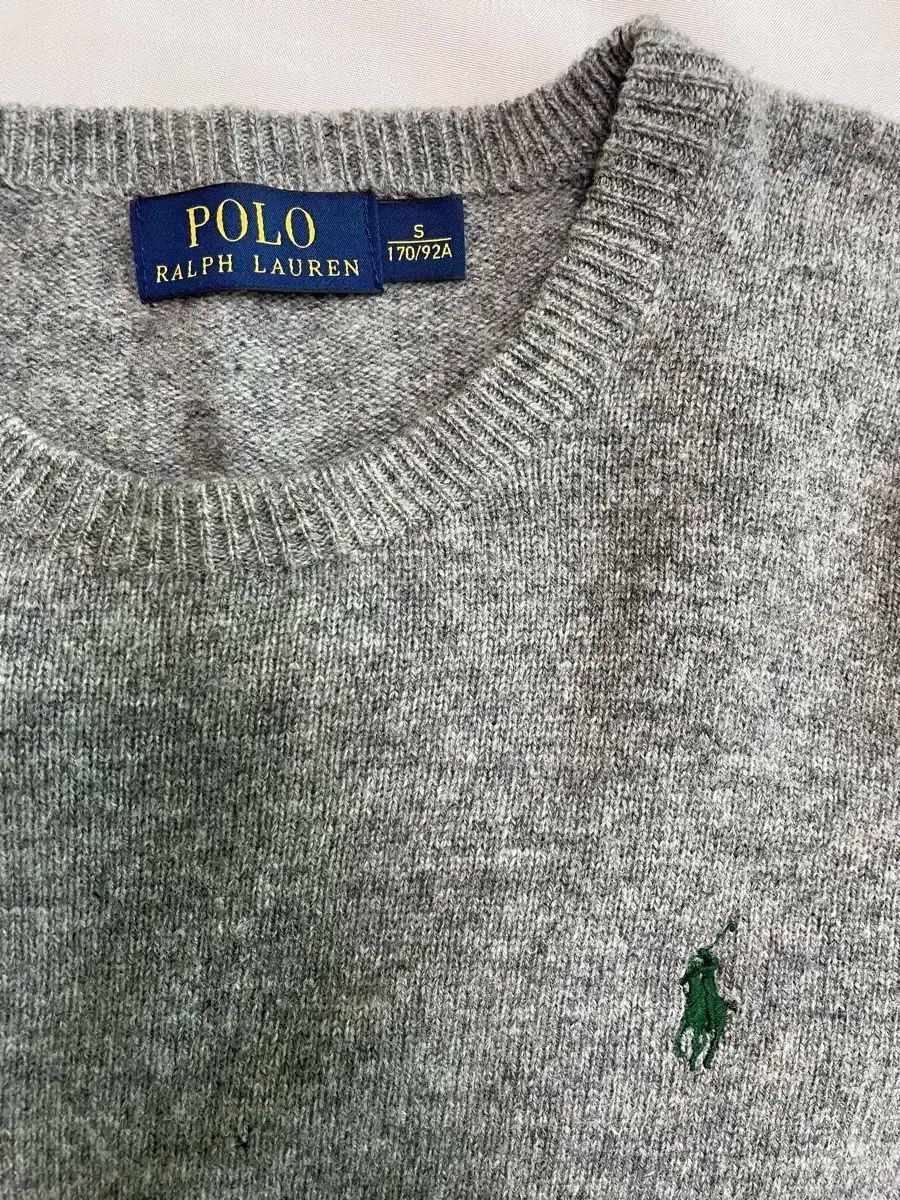 POLO
RALPH LAUREN
S
170/92A